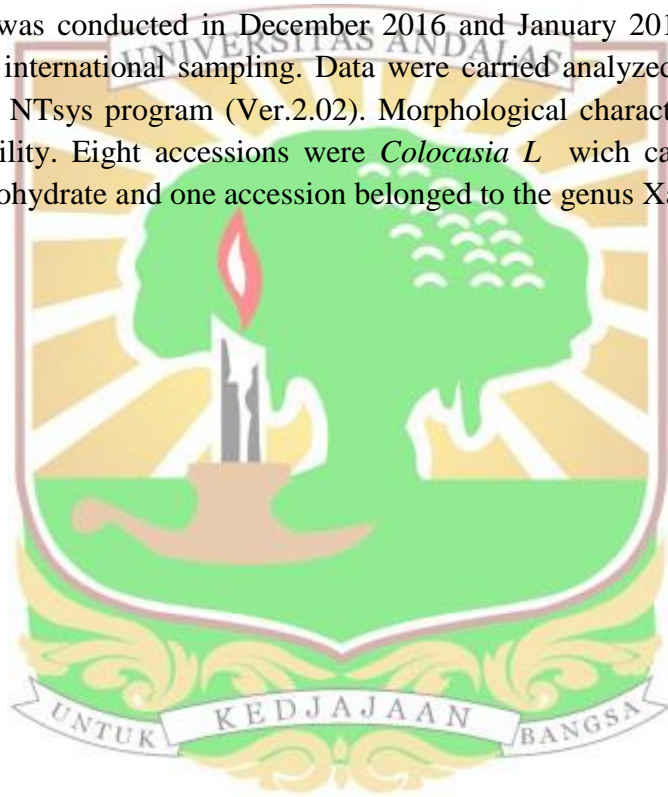 was conducted in December 2016 and January 201
UNIVERSITAS ANDALAS
international sampling. Data were carried analyzed
NTsys program (Ver.2.02). Morphological charact
ility. Eight accessions were Colocasia L wich ca
ohydrate and one accession belonged to the genus Xa
UNTUK KEDJAJAAN BANGSA